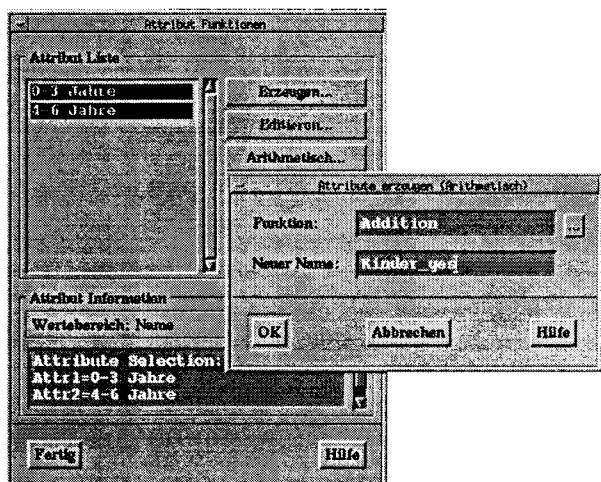 Attribut Funktionen
Attribut Liste
0-3 Jahre
4-6 Jahre
Erzeugen...
Editieren...
Arithmetisch...
Attribute erzeugen (Arithmetisch)
Funktion:
Addition
...
Neuer Name:
Kinder_ges
OK
Abbrechen
Hilfe
Attribut Information
Wertebereich: Name
Attribute Selection:
Attr1=0-3 Jahre
Attr2=4-6 Jahre
Fertig
Hilfe